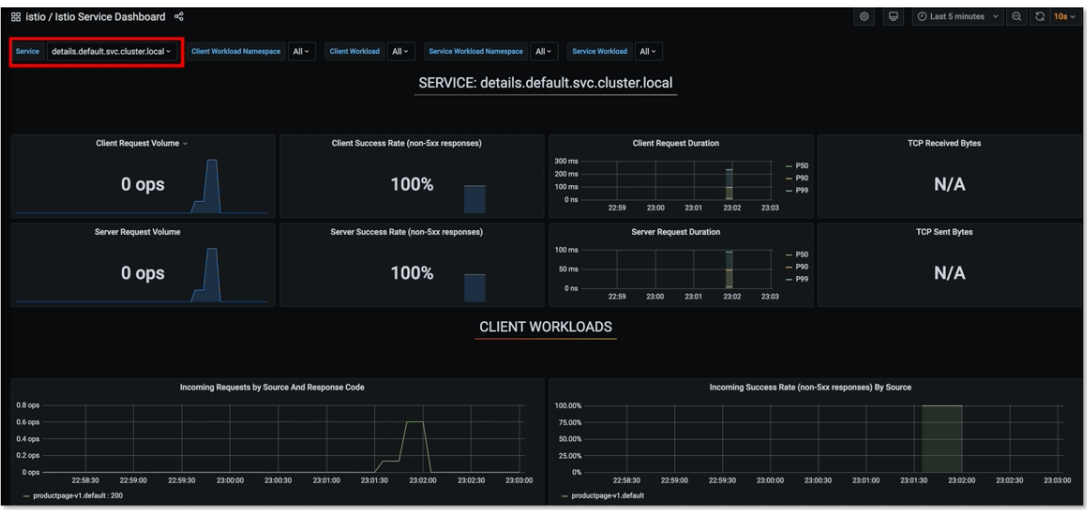 istio / Istio Service Dashboard
Last 5 minutes
10s
Service details.default.svc.cluster.local Client Workload Namespace All Client Workload All Service Workload Namespace All Service Workload All
SERVICE: details.default.svc.cluster.local
Client Request Volume
0 ops
Client Success Rate (non-5xx responses)
100%
Client Request Duration
300 ms
200 ms
100 ms
0 ns
22:59 23:00 23:01 23:02 23:03
P50
P90
P99
TCP Received Bytes
N/A
Server Request Volume
0 ops
Server Success Rate (non-5xx responses)
100%
Server Request Duration
100 ms
50 ms
0 ns
22:59 23:00 23:01 23:02 23:03
P50
P90
P99
TCP Sent Bytes
N/A
CLIENT WORKLOADS
Incoming Requests by Source And Response Code
0.8 ops
0.6 ops
0.4 ops
0.2 ops
0 ops
22:58:30 22:59:00 22:59:30 23:00:00 23:00:30 23:01:00 23:01:30 23:02:00 23:02:30 23:03:00
productpage-v1.default : 200
Incoming Success Rate (non-5xx responses) By Source
100.00%
75.00%
50.00%
25.00%
0%
22:58:30 22:59:00 22:59:30 23:00:00 23:00:30 23:01:00 23:01:30 23:02:00 23:02:30 23:03:00
productpage-v1.default